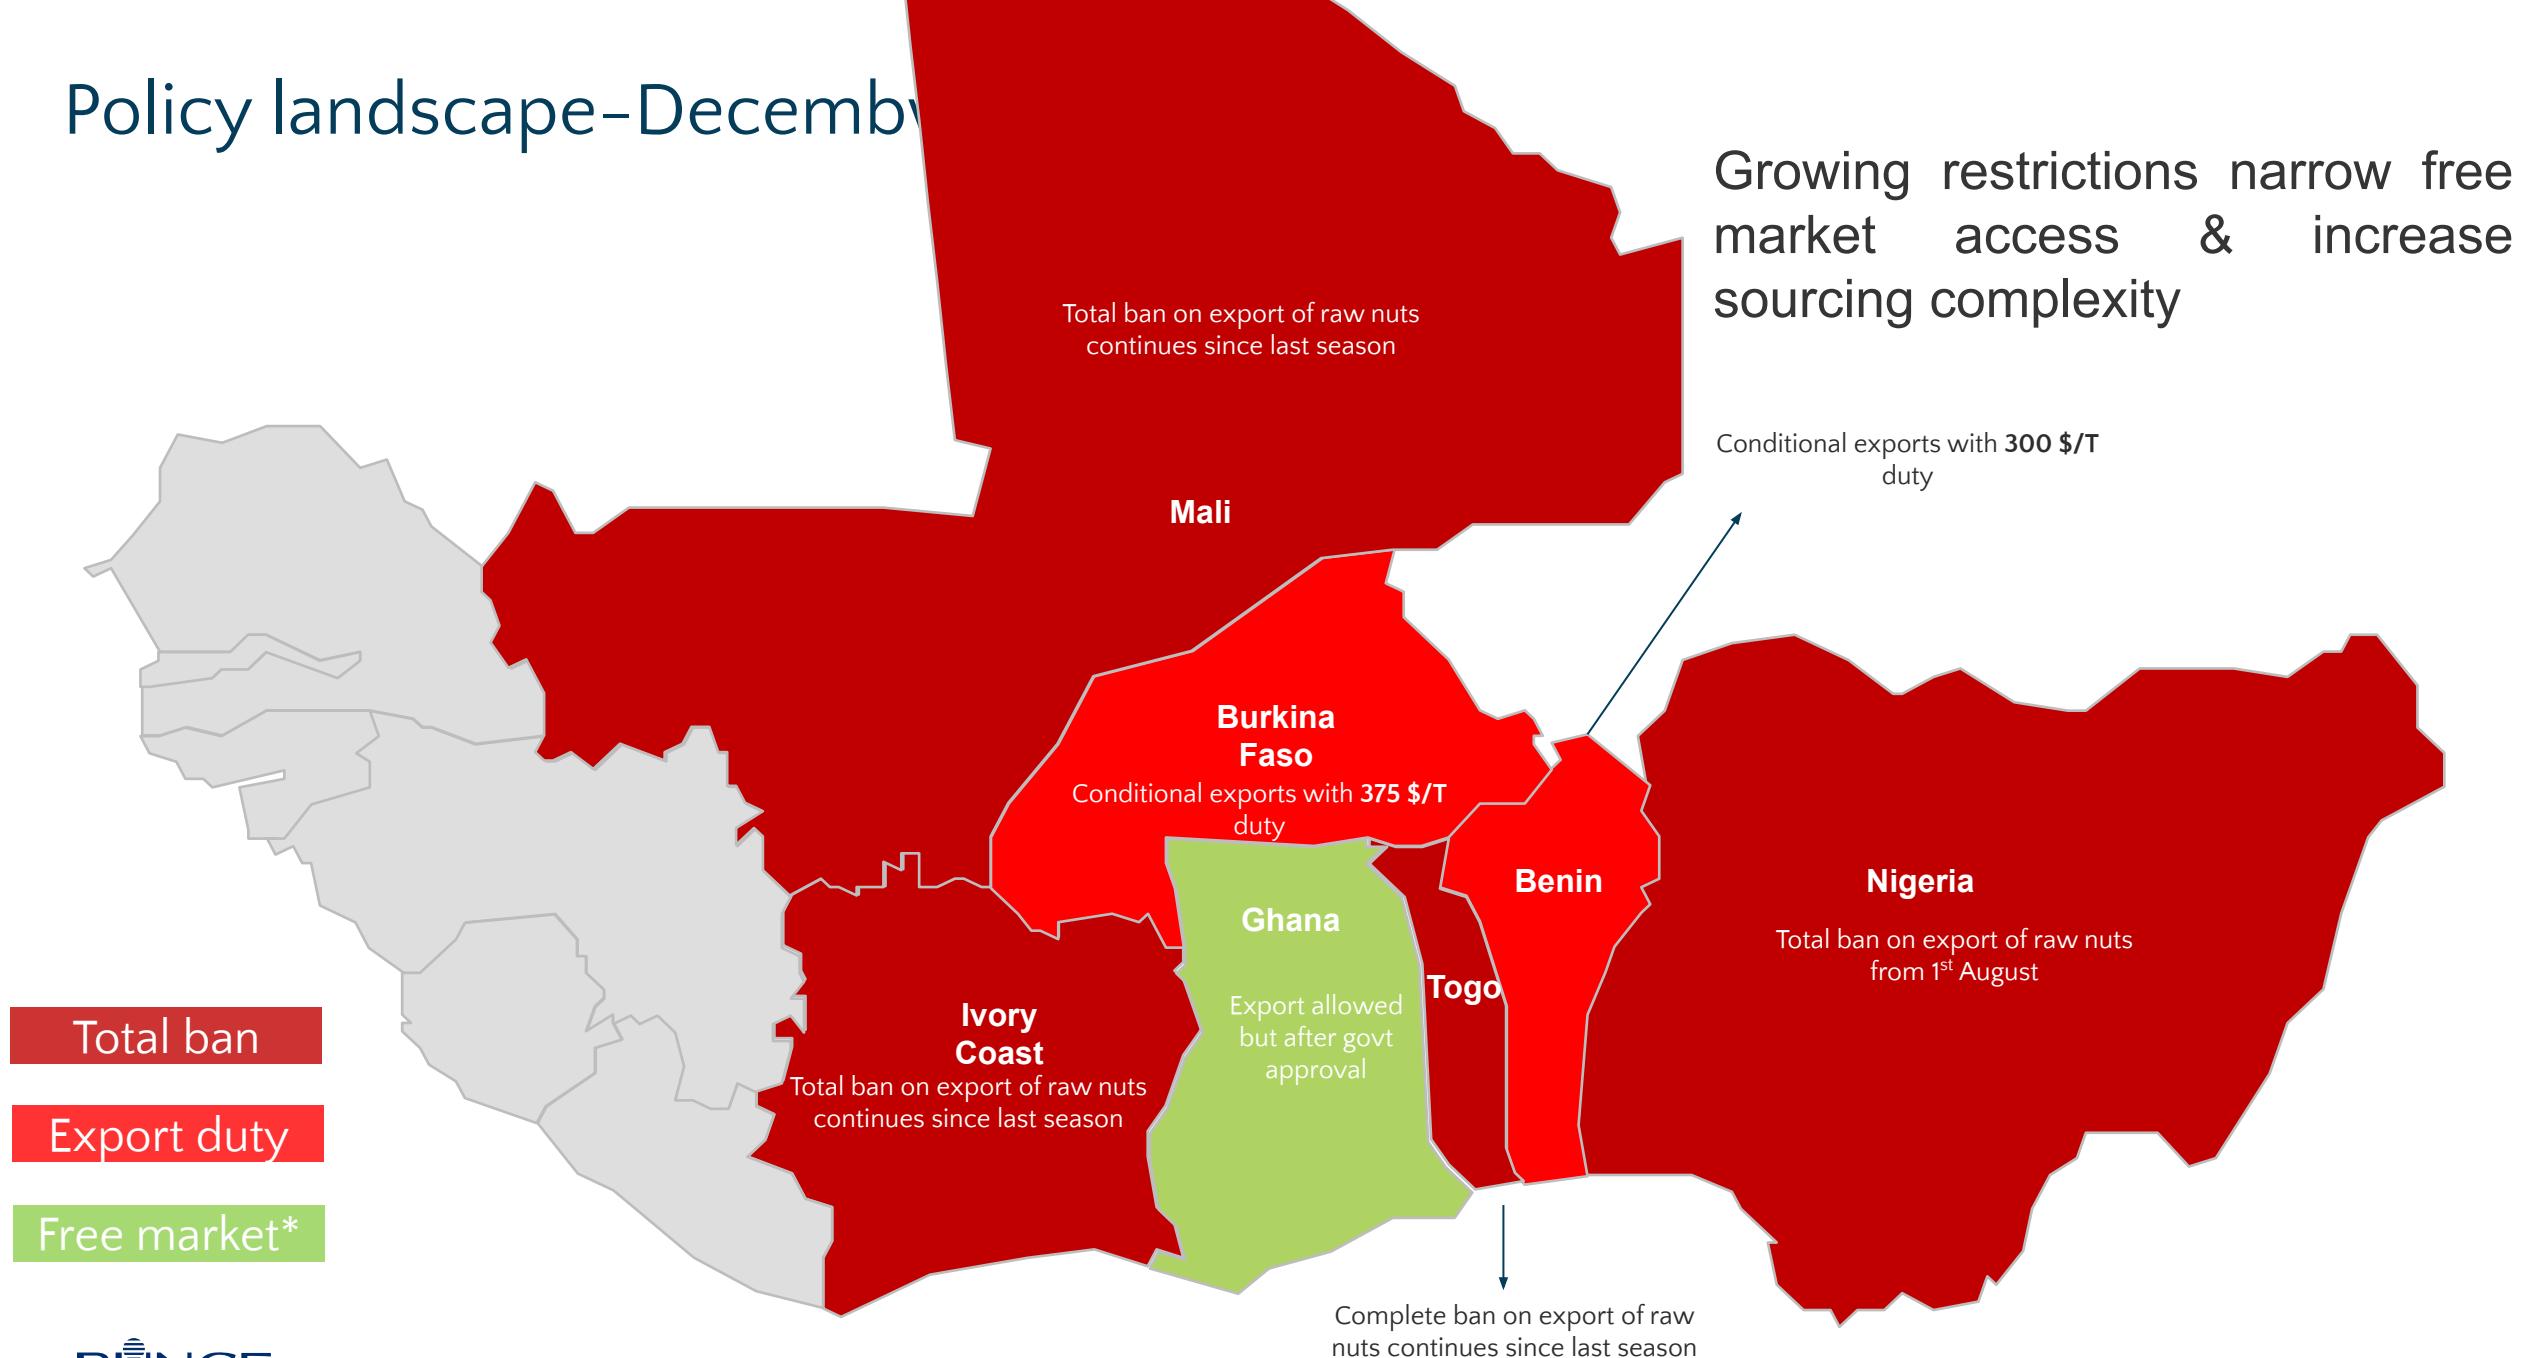 Policy landscape-Decemb
Growing restrictions narrow free
market access & increase
sourcing complexity
Total ban on export of raw nuts
continues since last season
Mali
Conditional exports with 300 $/T
duty
Burkina
Faso
Conditional exports with 375 $/T
duty
Benin
Nigeria
Total ban on export of raw nuts
from 1st August
Ghana
Export allowed
but after govt
approval
Togo
Ivory
Coast
Total ban on export of raw nuts
continues since last season
Total ban
Export duty
Free market*
Complete ban on export of raw
nuts continues since last season
BUNGE